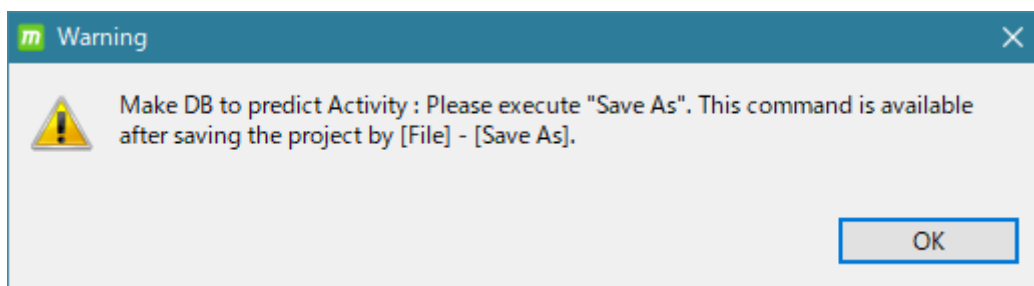 m Warning
Make DB to predict Activity : Please execute "Save As". This command is available
after saving the project by [File] - [Save As].
OK